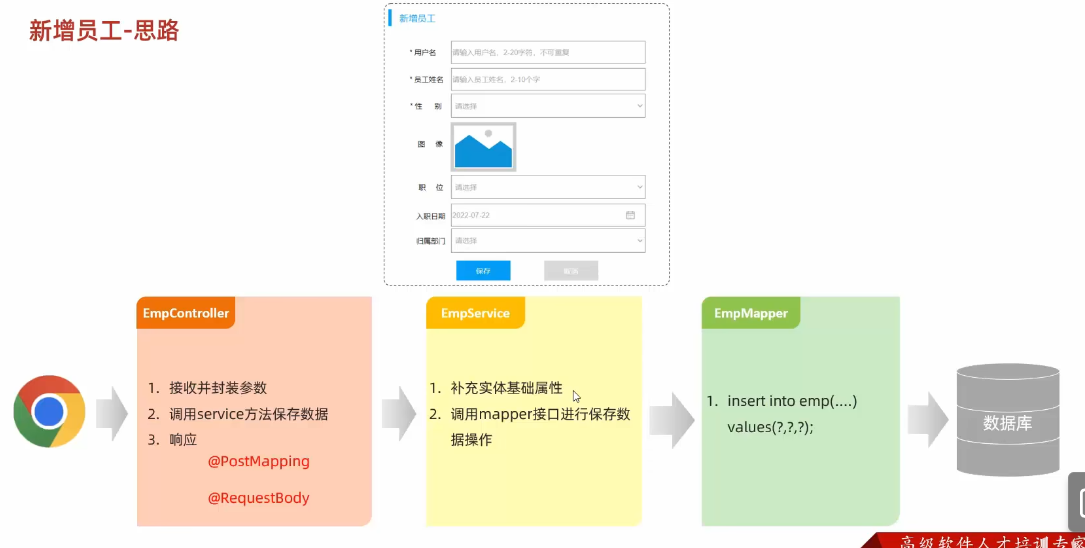 新增员工-思路
新增员工
* 用户名 请输入用户名，2-20字符，不可重复
* 员工姓名 请输入员工姓名，2-10个字
* 性 别 请选择
图 像
职 位 请选择
入职日期 2022-07-22
归属部门 请选择
保存
EmpController
1. 接收并封装参数
2. 调用service方法保存数据
3. 响应
@PostMapping
@RequestBody
EmpService
1. 补充实体基础属性
2. 调用mapper接口进行保存数
据操作
EmpMapper
1. insert into emp(....)
values(?,?,?);
数据库
高级软件人才培训专家